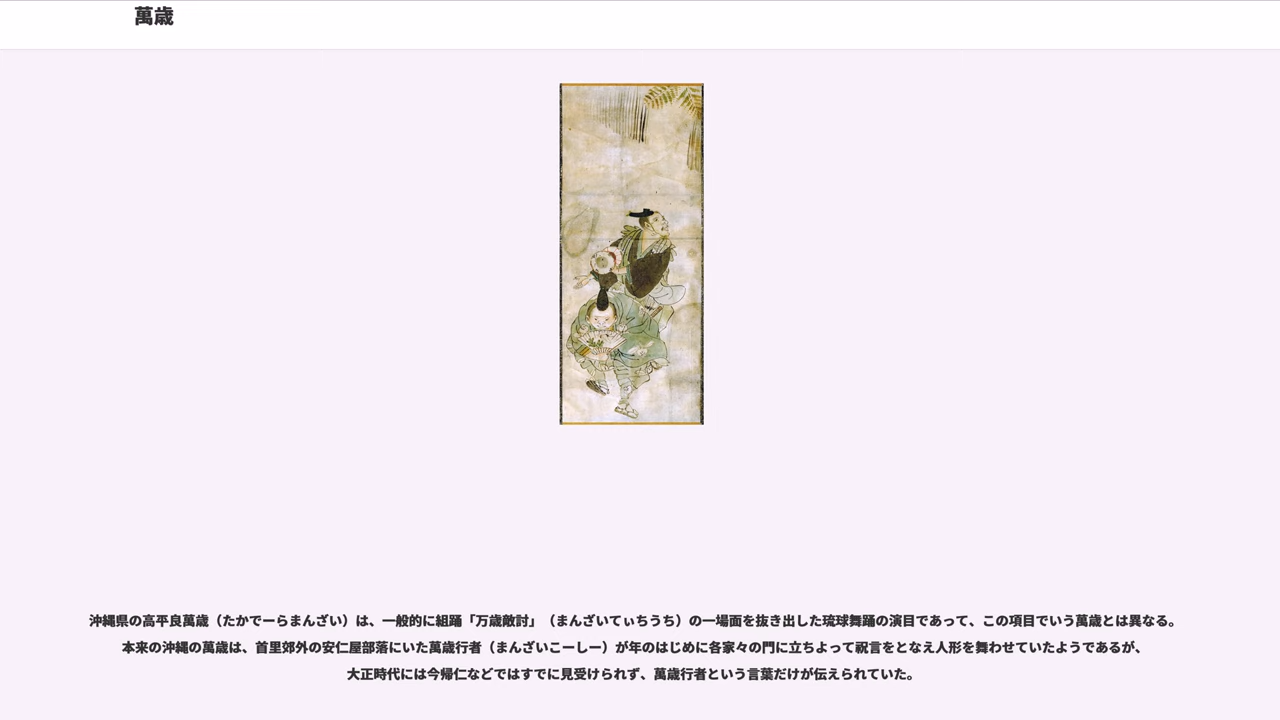 萬歳
沖縄県の高平良萬歳（たかでーらまんざい）は、一般的に組踊「万歳敵討」（まんざいてぃちうち）の一場面を抜き出した琉球舞踊の演目であって、この項目でいう萬歳とは異なる。
本来の沖縄の萬歳は、首里郊外の安仁屋部落にいた萬歳行者（まんざいこーしー）が年のはじめに各家々の門に立ちよって祝言をとなえ人形を舞わせていたようであるが、
大正時代には今帰仁などではすでに見受けられず、萬歳行者という言葉だけが伝えられていた。